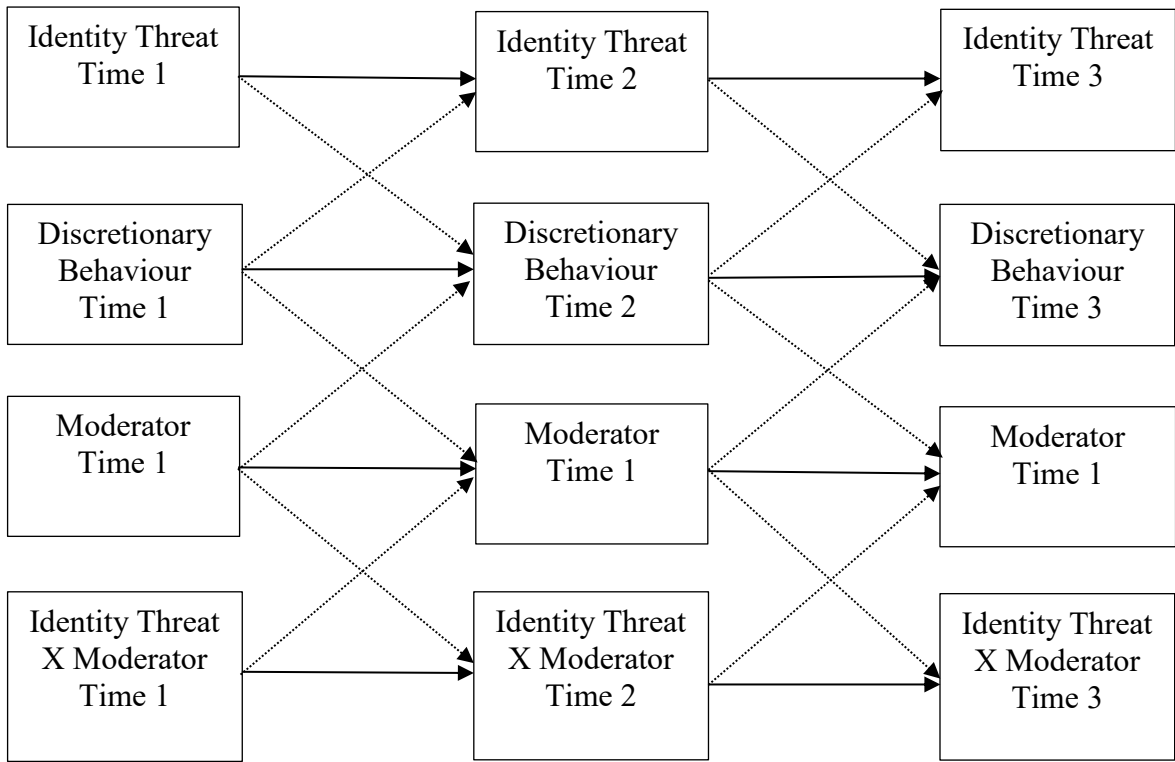 Identity Threat
Time 1
Identity Threat
Time 2
Identity Threat
Time 3
Discretionary
Behaviour
Time 1
Discretionary
Behaviour
Time 2
Discretionary
Behaviour
Time 3
Moderator
Time 1
Moderator
Time 1
Moderator
Time 1
Identity Threat
X Moderator
Time 1
Identity Threat
X Moderator
Time 2
Identity Threat
X Moderator
Time 3